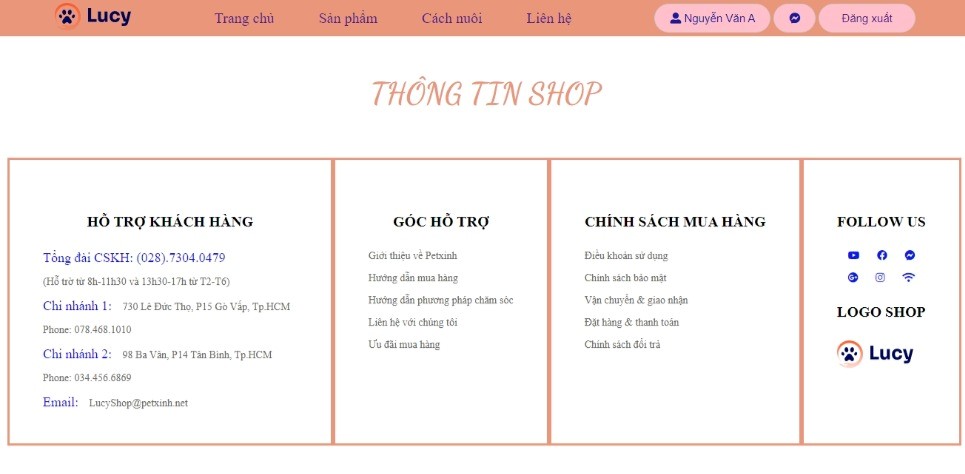 Lucy
Trang chủ
Sản phẩm
Cách nuôi
Liên hệ
Nguyễn Văn A
Đăng xuất
THÔNG TIN SHOP
HỖ TRỢ KHÁCH HÀNG
Tổng đài CSKH: (028).7304.0479
(Hỗ trợ từ 8h-11h30 và 13h30-17h từ T2-T6)
Chi nhánh 1: 730 Lê Đức Thọ, P15 Gò Vấp, Tp.HCM
Phone: 078.468.1010
Chi nhánh 2: 98 Ba Vân, P14 Tân Bình, Tp.HCM
Phone: 034.456.6869
Email: LucyShop@petxinh.net
GÓC HỖ TRỢ
Giới thiệu về Petxinh
Hướng dẫn mua hàng
Hướng dẫn phương pháp chăm sóc
Liên hệ với chúng tôi
Ưu đãi mua hàng
CHÍNH SÁCH MUA HÀNG
Điều khoản sử dụng
Chính sách bảo mật
Vận chuyển & giao nhận
Đặt hàng & thanh toán
Chính sách đổi trả
FOLLOW US
LOGO SHOP
Lucy